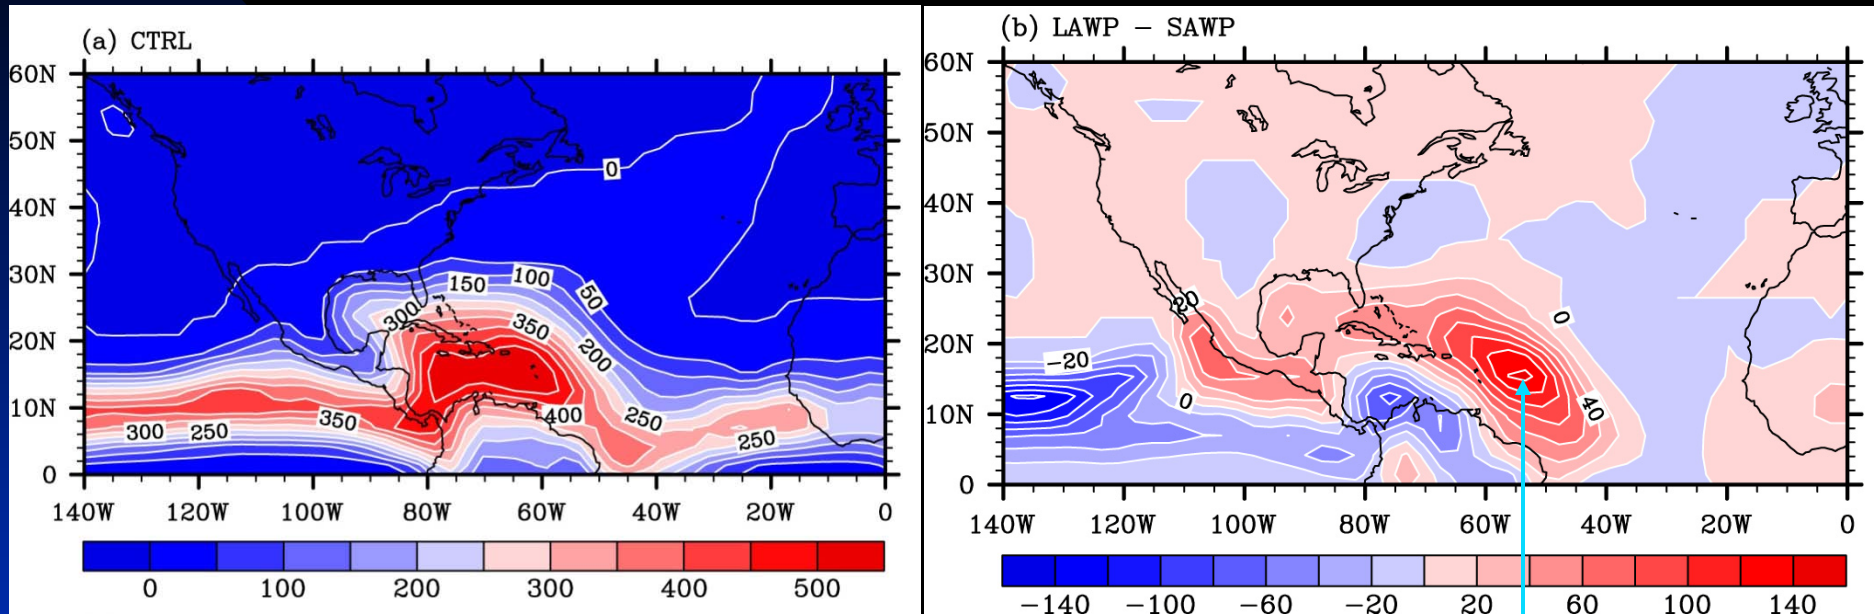 (a) CTRL
60N
50N
40N
30N
20N
10N
0
0
150
100
50
300
350
200
400
250
350
300
250
250
140W 120W 100W 80W 60W 40W 20W 0
0 100 200 300 400 500
(b) LAWP − SAWP
60N
50N
40N
30N
20N
10N
0
20
0
−20
0
40
140W 120W 100W 80W 60W 40W 20W 0
−140 −100 −60 −20 20 60 100 140